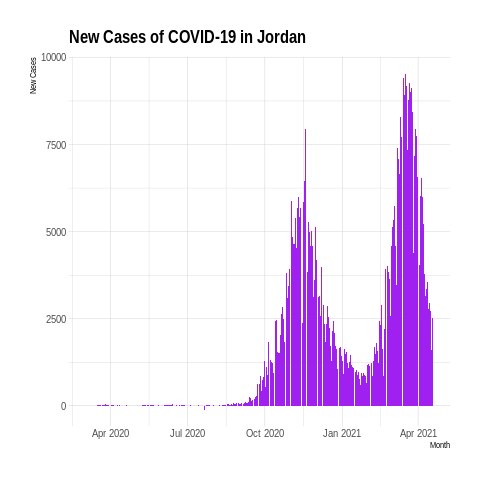 New Cases of COVID-19 in Jordan
New Cases
10000
7500
5000
2500
0
Apr 2020 Jul 2020 Oct 2020 Jan 2021 Apr 2021
Month